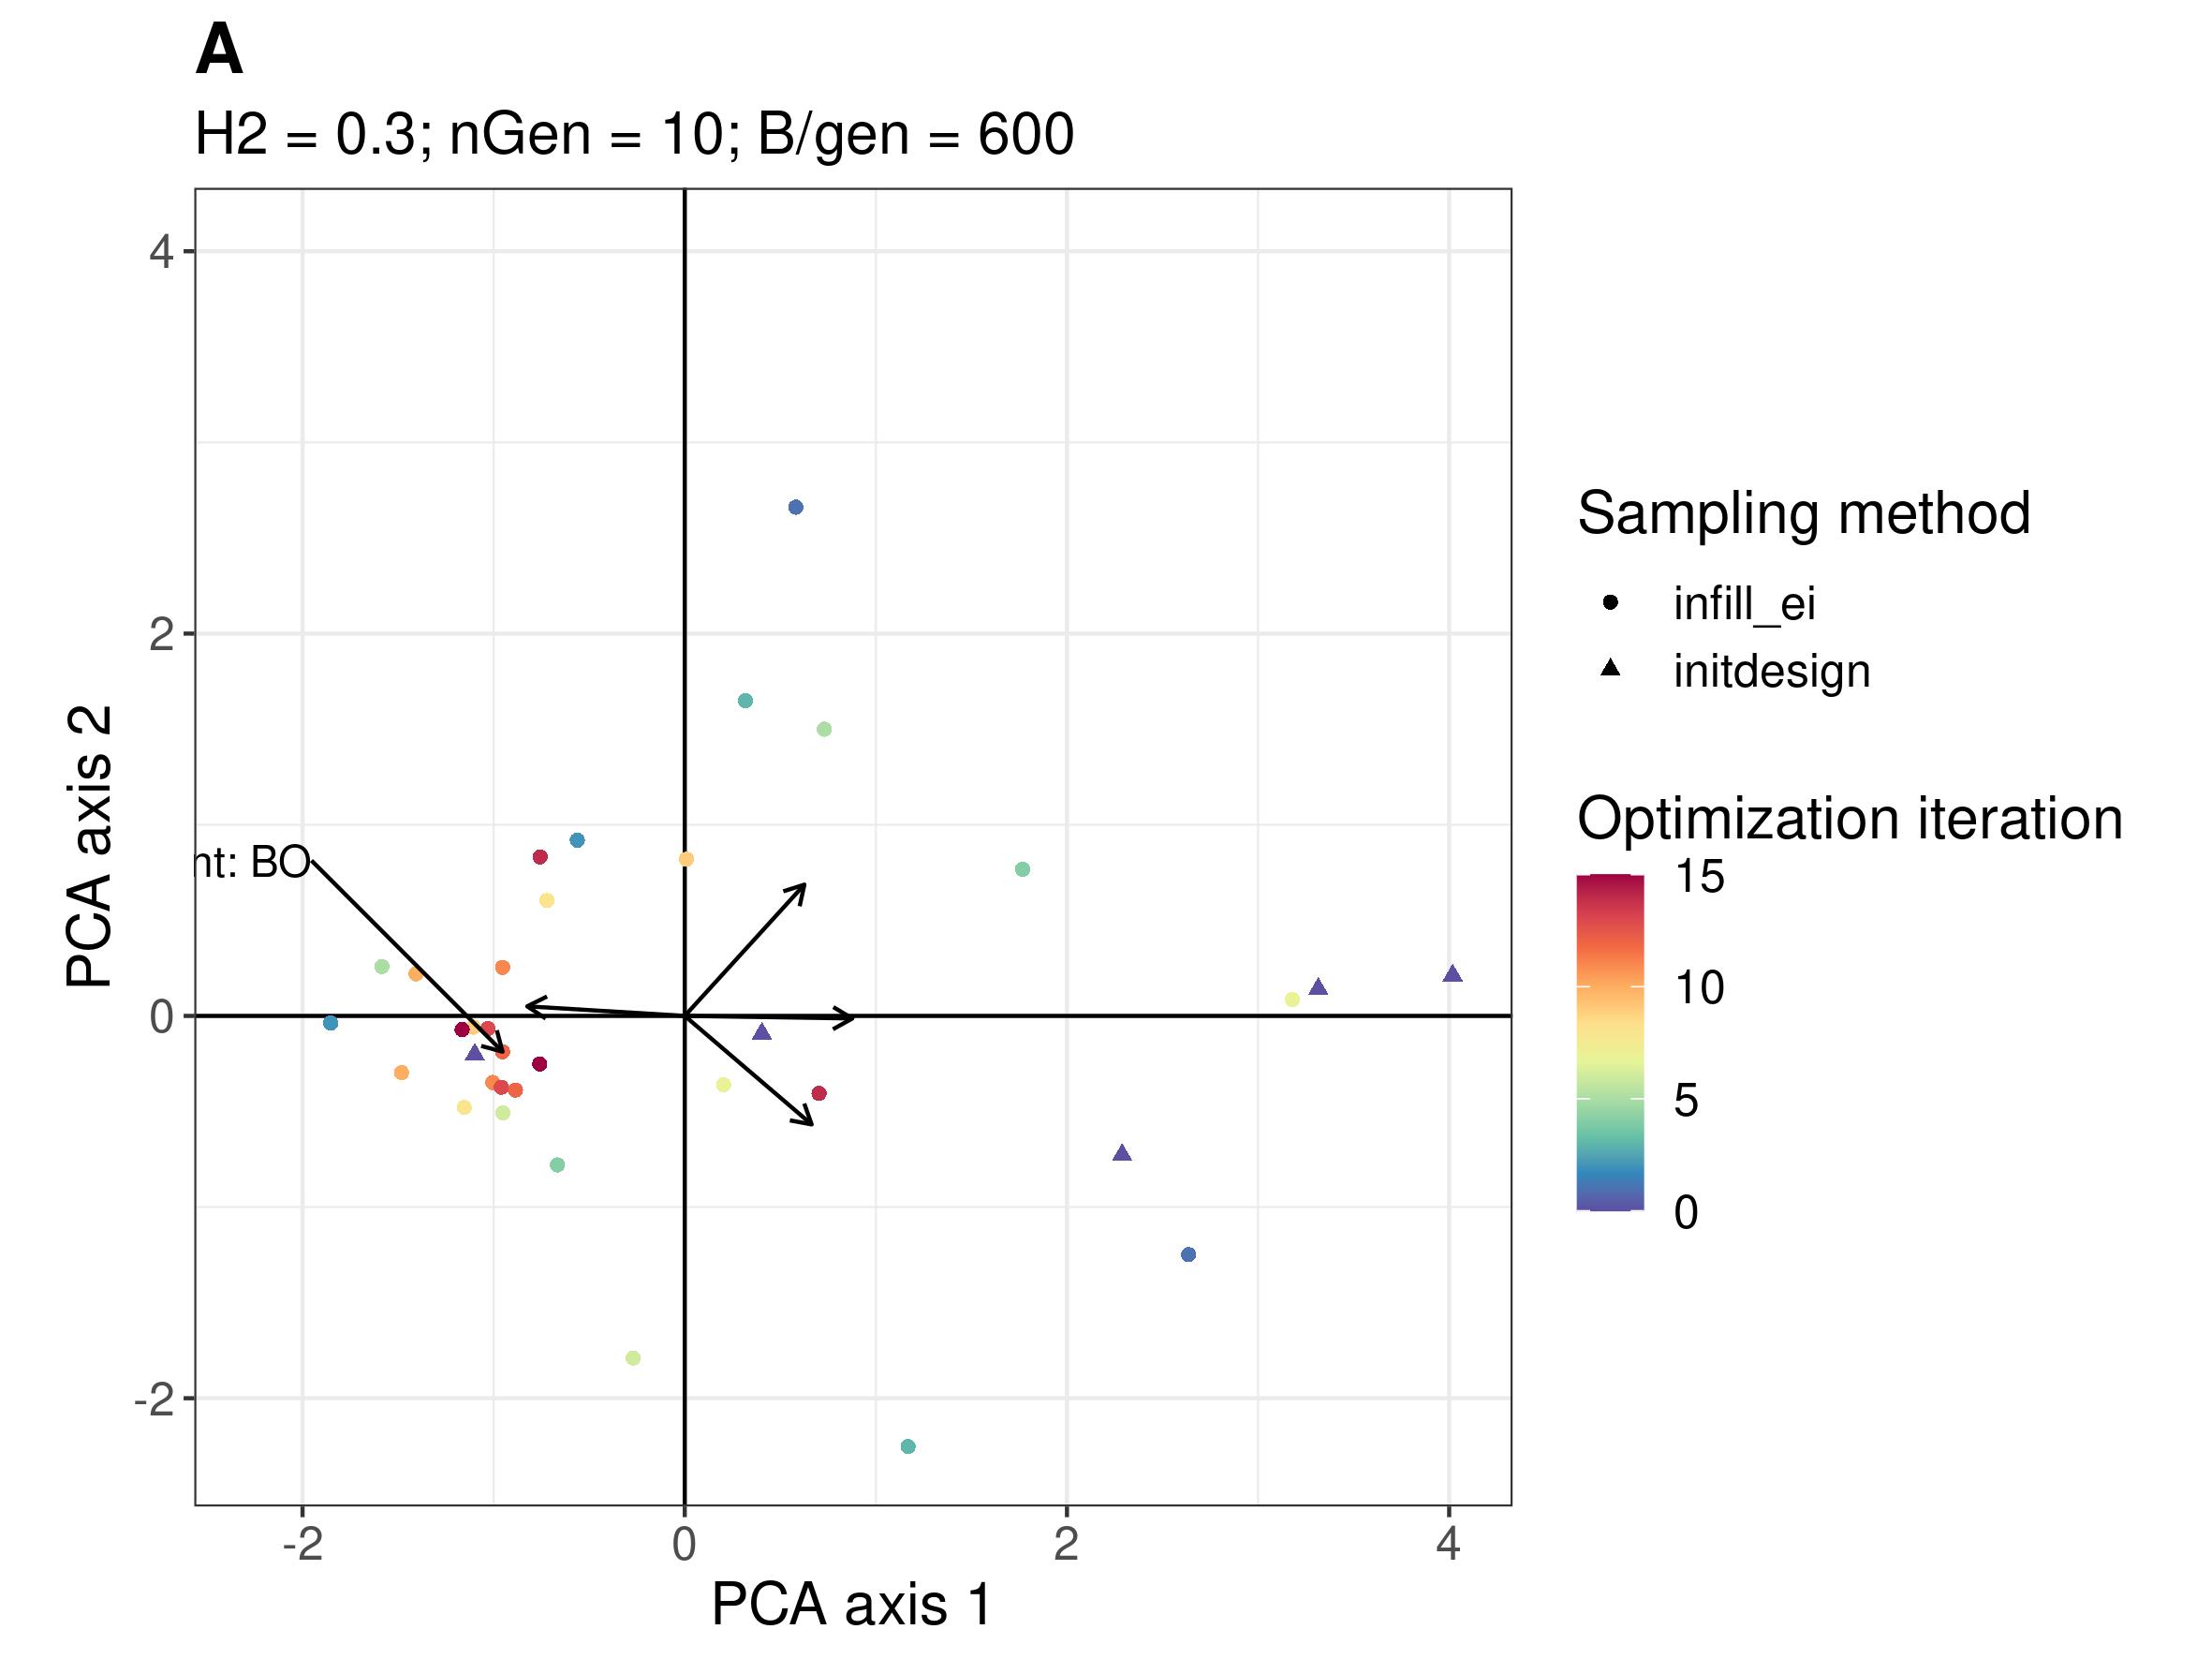 A
H2 = 0.3; nGen = 10; B/gen = 600
4
2
0
-2
PCA axis 2
nt: BO
-2
0
2
4
PCA axis 1
Sampling method
infill_ei
initdesign
Optimization iteration
15
10
5
0